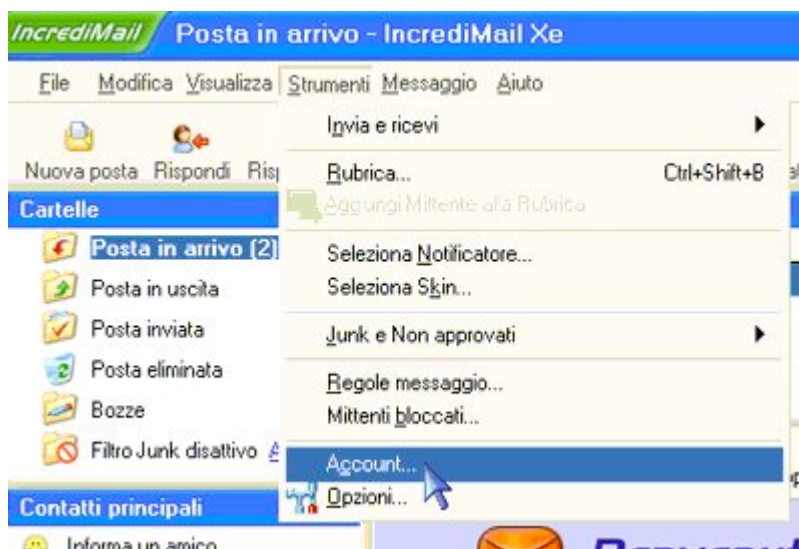 IncrediMail Posta in arrivo - IncrediMail Xe
File Modifica Visualizza Strumenti Messaggio Aiuto
Nuova posta Rispondi
Cartelle
Posta in arrivo (2)
Posta in uscita
Posta inviata
Posta eliminata
Bozze
Filtro Junk disattivo
Contatti principali
Informa un amico
Invia e ricevi
Rubrica... Ctrl+Shift+B
Aggiungi Mittente alla Rubrica
Seleziona Notificatore...
Seleziona Skin...
Junk e Non approvati
Regole messaggio...
Mittenti bloccati...
Account...
Opzioni...